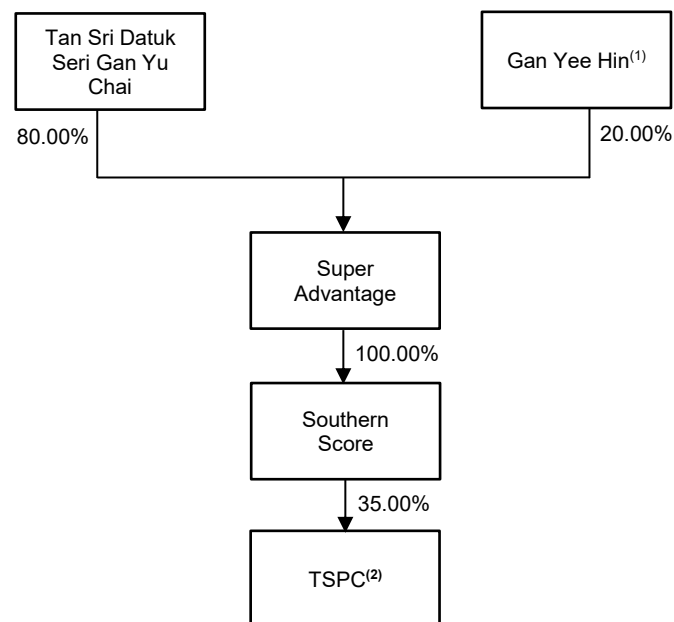 Tan Sri Datuk
Seri Gan Yu
Chai
Gan Yee Hin(1)
80.00%
20.00%
Super
Advantage
100.00%
Southern
Score
35.00%
TSPC(2)